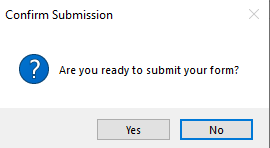 Confirm Submission
Are you ready to submit your form?
Yes
No